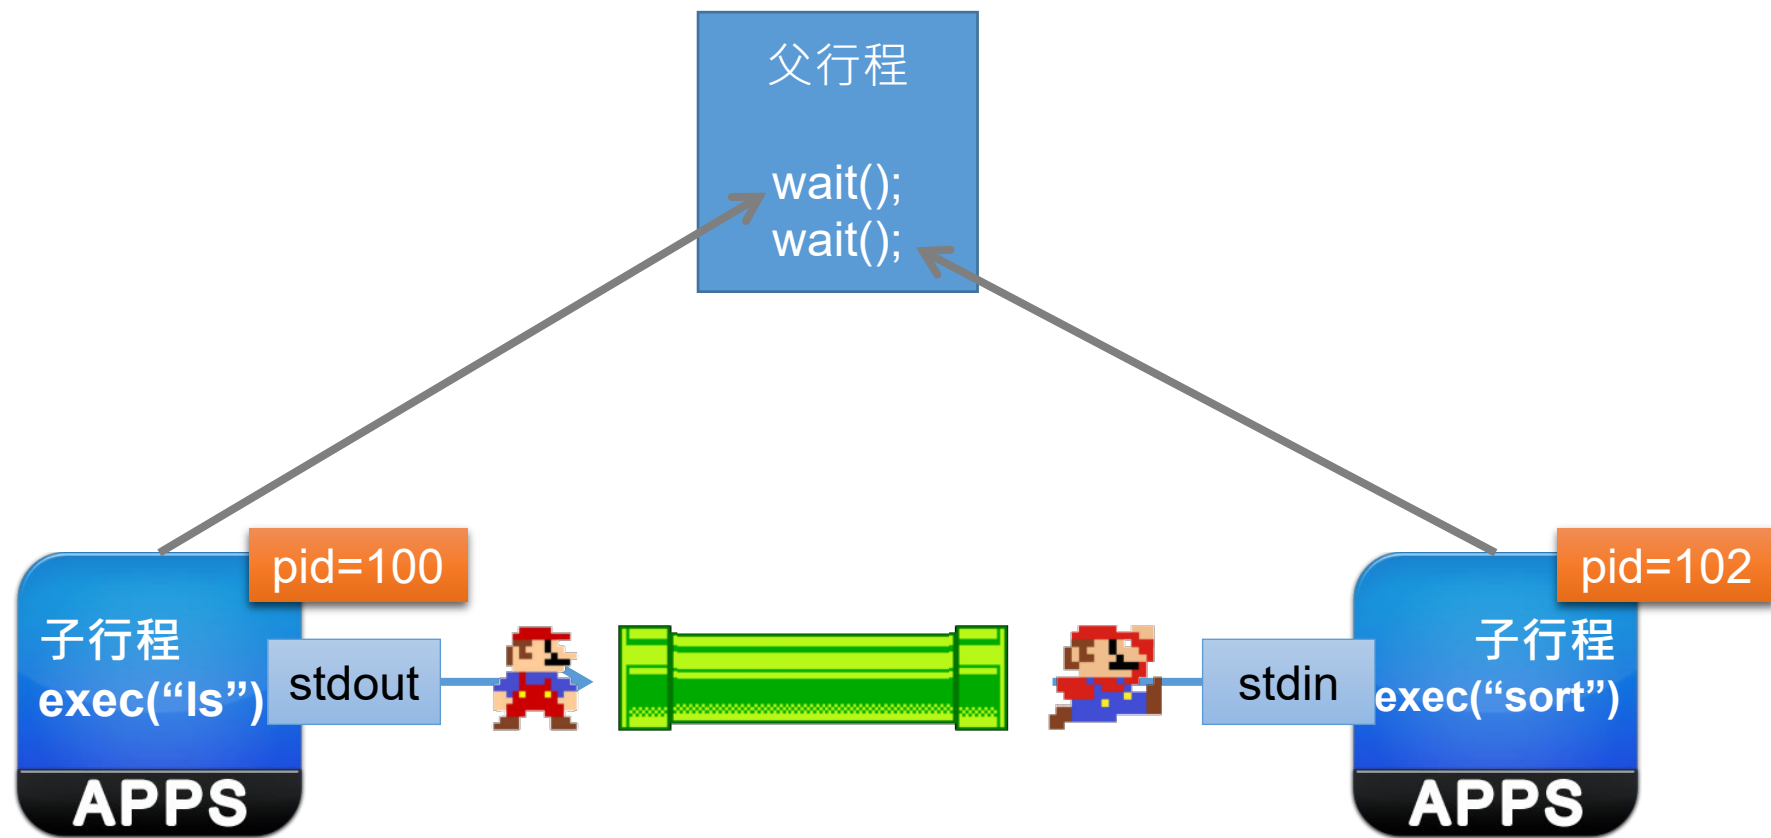 父行程
wait();
wait();
pid=100
子行程
exec(“ls”)
stdout
APPS
pid=102
子行程
stdin
exec(“sort”)
APPS